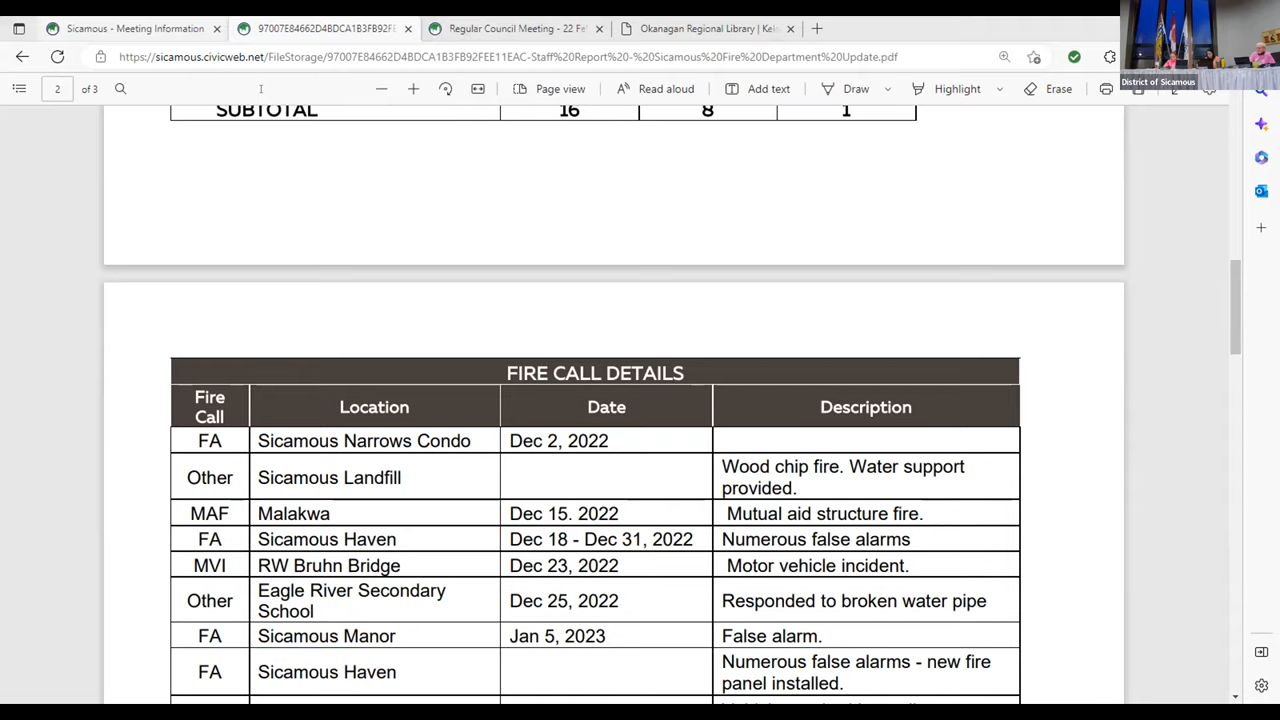 Sicamous - Meeting Information
97007E84662D4BDCA1B3FB92FE
Regular Council Meeting - 22 Fe
Okanagan Regional Library | Kelo
https://sicamous.civicweb.net/FileStorage/97007E84662D4BDCA1B3FB92FEE11EAC-Staff%20Report%20-%20Sicamous%20Fire%20Department%20Update.pdf
District of Sicamous
2 of 3
Page view
Read aloud
Add text
Draw
Highlight
Erase
SUBTOTAL 16 8 1
FIRE CALL DETAILS
Fire
Call
Location
Date
Description
FA Sicamous Narrows Condo Dec 2, 2022
Other Sicamous Landfill
Wood chip fire. Water support
provided.
MAF Malakwa Dec 15. 2022 Mutual aid structure fire.
FA Sicamous Haven Dec 18 - Dec 31, 2022 Numerous false alarms
MVI RW Bruhn Bridge Dec 23, 2022 Motor vehicle incident.
Other
Eagle River Secondary
School
Dec 25, 2022 Responded to broken water pipe
FA Sicamous Manor Jan 5, 2023 False alarm.
FA Sicamous Haven
Numerous false alarms - new fire
panel installed.